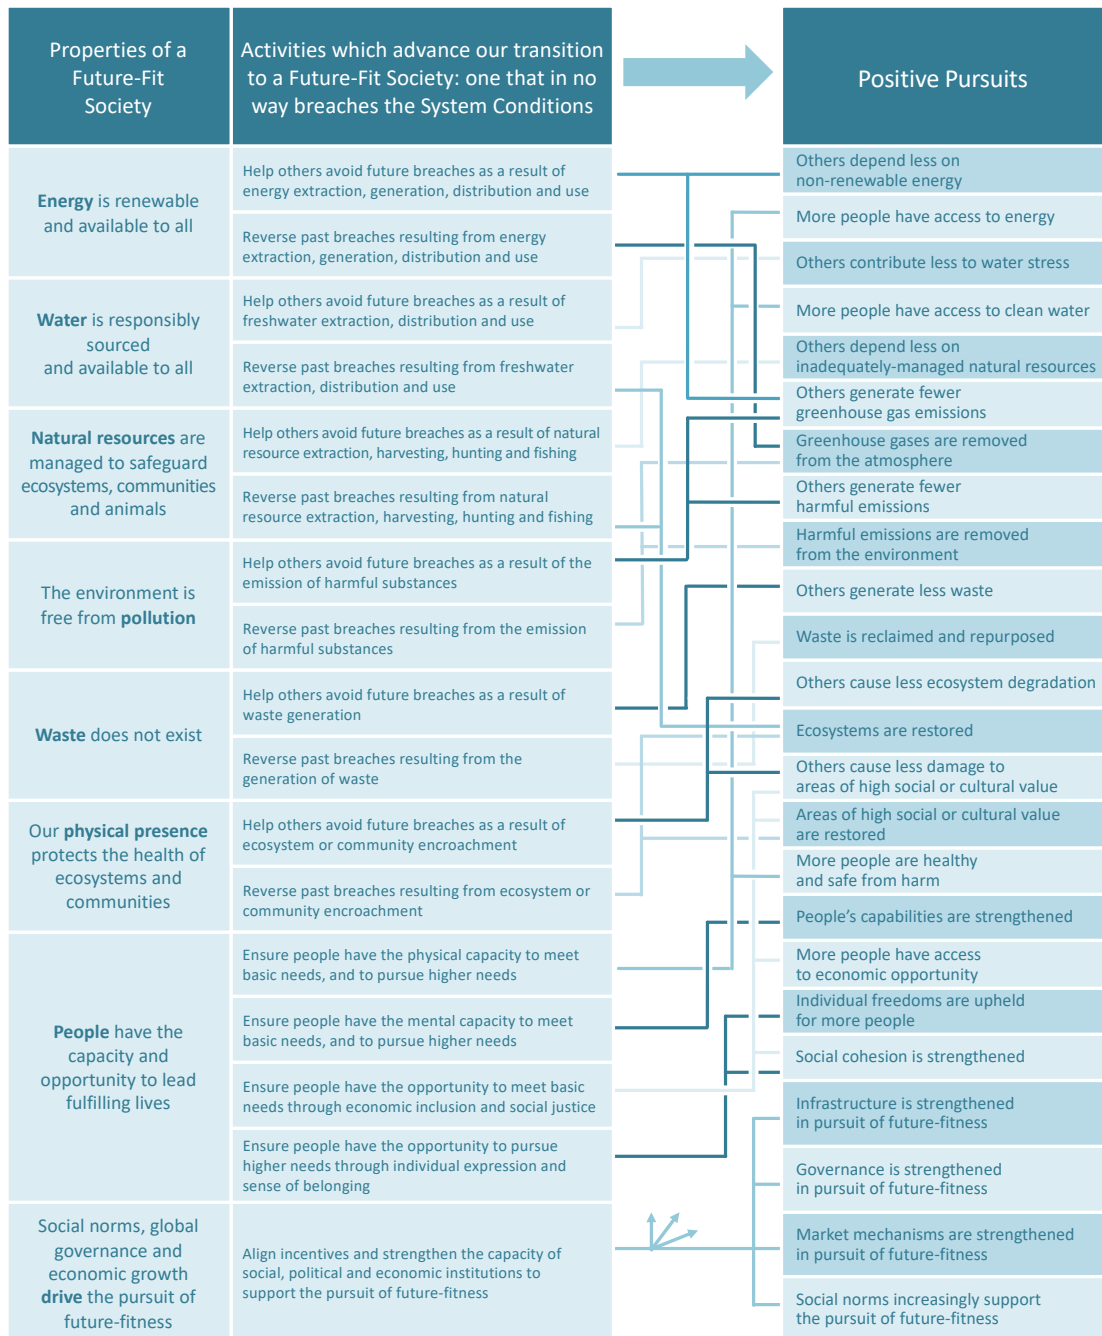 Properties of a
Future-Fit
Society
Activities which advance our transition
to a Future-Fit Society: one that in no
way breaches the System Conditions
Positive Pursuits
Energy is renewable
and available to all
Help others avoid future breaches as a result of
energy extraction, generation, distribution and use
Reverse past breaches resulting from energy
extraction, generation, distribution and use
Water is responsibly
sourced
and available to all
Help others avoid future breaches as a result of
freshwater extraction, distribution and use
Reverse past breaches resulting from freshwater
extraction, distribution and use
Natural resources are
managed to safeguard
ecosystems, communities
and animals
Help others avoid future breaches as a result of natural
resource extraction, harvesting, hunting and fishing
Reverse past breaches resulting from natural
resource extraction, harvesting, hunting and fishing
The environment is
free from pollution
Help others avoid future breaches as a result of the
emission of harmful substances
Reverse past breaches resulting from the emission
of harmful substances
Waste does not exist
Help others avoid future breaches as a result of
waste generation
Reverse past breaches resulting from the
generation of waste
Our physical presence
protects the health of
ecosystems and
communities
Help others avoid future breaches as a result of
ecosystem or community encroachment
Reverse past breaches resulting from ecosystem or
community encroachment
People have the
capacity and
opportunity to lead
fulfilling lives
Ensure people have the physical capacity to meet
basic needs, and to pursue higher needs
Ensure people have the mental capacity to meet
basic needs, and to pursue higher needs
Ensure people have the opportunity to meet basic
needs through economic inclusion and social justice
Ensure people have the opportunity to pursue
higher needs through individual expression and
sense of belonging
Social norms, global
governance and
economic growth
drive the pursuit of
future-fitness
Align incentives and strengthen the capacity of
social, political and economic institutions to
support the pursuit of future-fitness
Others depend less on
non-renewable energy
More people have access to energy
Others contribute less to water stress
More people have access to clean water
Others depend less on
inadequately-managed natural resources
Others generate fewer
greenhouse gas emissions
Greenhouse gases are removed
from the atmosphere
Others generate fewer
harmful emissions
Harmful emissions are removed
from the environment
Others generate less waste
Waste is reclaimed and repurposed
Others cause less ecosystem degradation
Ecosystems are restored
Others cause less damage to
areas of high social or cultural value
Areas of high social or cultural value
are restored
More people are healthy
and safe from harm
People's capabilities are strengthened
More people have access
to economic opportunity
Individual freedoms are upheld
for more people
Social cohesion is strengthened
Infrastructure is strengthened
in pursuit of future-fitness
Governance is strengthened
in pursuit of future-fitness
Market mechanisms are strengthened
in pursuit of future-fitness
Social norms increasingly support
the pursuit of future-fitness